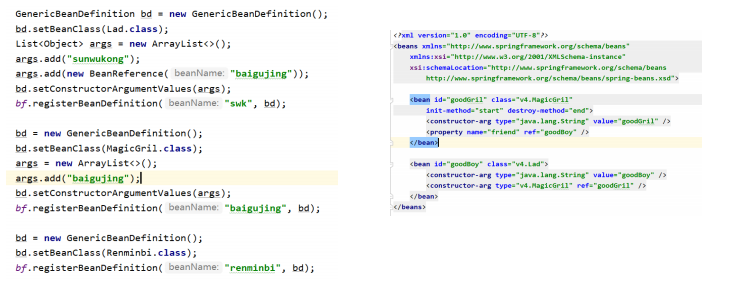 GenericBeanDefinition bd = new GenericBeanDefinition();
bd.setBeanClass(Lad.class);
List<Object> args = new ArrayList<>();
args.add("sunwukong");
args.add(new BeanReference( beanName: "baigujing"));
bd.setConstructorArgumentValues(args);
bf.registerBeanDefinition( beanName: "swk", bd);
bd = new GenericBeanDefinition();
bd.setBeanClass(MagicGril.class);
args = new ArrayList<>();
args.add("baigujing");
bd.setConstructorArgumentValues(args);
bf.registerBeanDefinition( beanName: "baigujing", bd);
bd = new GenericBeanDefinition();
bd.setBeanClass(Renminbi.class);
bf.registerBeanDefinition( beanName: "renminbi", bd);
<?xml version="1.0" encoding="UTF-8"?>
<beans xmlns="http://www.springframework.org/schema/beans"
xmlns:xsi="http://www.w3.org/2001/XMLSchema-instance"
xsi:schemaLocation="http://www.springframework.org/schema/beans
http://www.springframework.org/schema/beans/spring-beans.xsd">
<bean id="goodGril" class="v4.MagicGril"
init-method="start" destroy-method="end">
<constructor-arg type="java.lang.String" value="goodGril" />
<property name="friend" ref="goodBoy" />
</bean>
<bean id="goodBoy" class="v4.Lad">
<constructor-arg type="java.lang.String" value="goodBoy" />
<constructor-arg type="v4.MagicGril" ref="goodGril" />
</bean>
</beans>